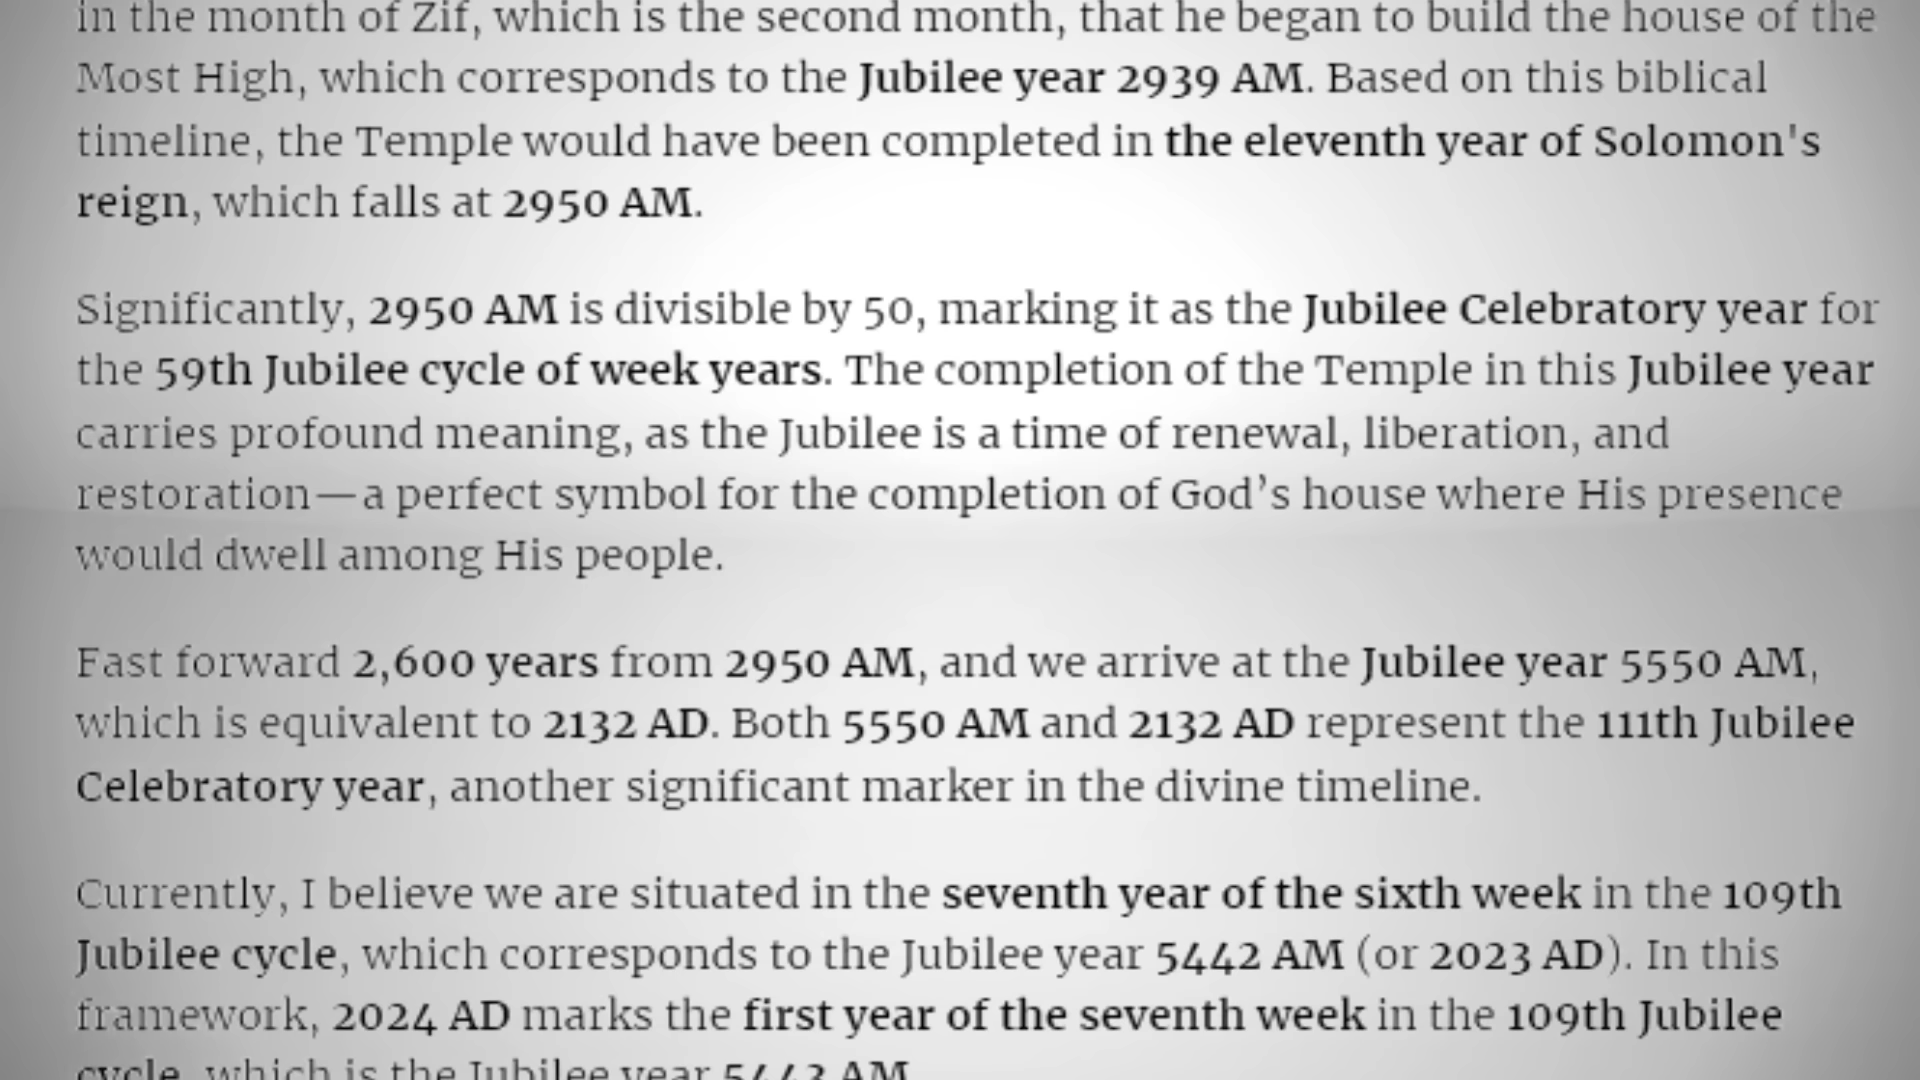 in the month of Zif, which is the second month, that he began to build the house of the
Most High, which corresponds to the Jubilee year 2939 AM. Based on this biblical
timeline, the Temple would have been completed in the eleventh year of Solomon's
reign, which falls at 2950 AM.
Significantly, 2950 AM is divisible by 50, marking it as the Jubilee Celebratory year for
the 59th Jubilee cycle of week years. The completion of the Temple in this Jubilee year
carries profound meaning, as the Jubilee is a time of renewal, liberation, and
restoration—a perfect symbol for the completion of God’s house where His presence
would dwell among His people.
Fast forward 2,600 years from 2950 AM, and we arrive at the Jubilee year 5550 AM,
which is equivalent to 2132 AD. Both 5550 AM and 2132 AD represent the 111th Jubilee
Celebratory year, another significant marker in the divine timeline.
Currently, I believe we are situated in the seventh year of the sixth week in the 109th
Jubilee cycle, which corresponds to the Jubilee year 5442 AM (or 2023 AD). In this
framework, 2024 AD marks the first year of the seventh week in the 109th Jubilee
cycle, which is the Jubilee year 5443 AM